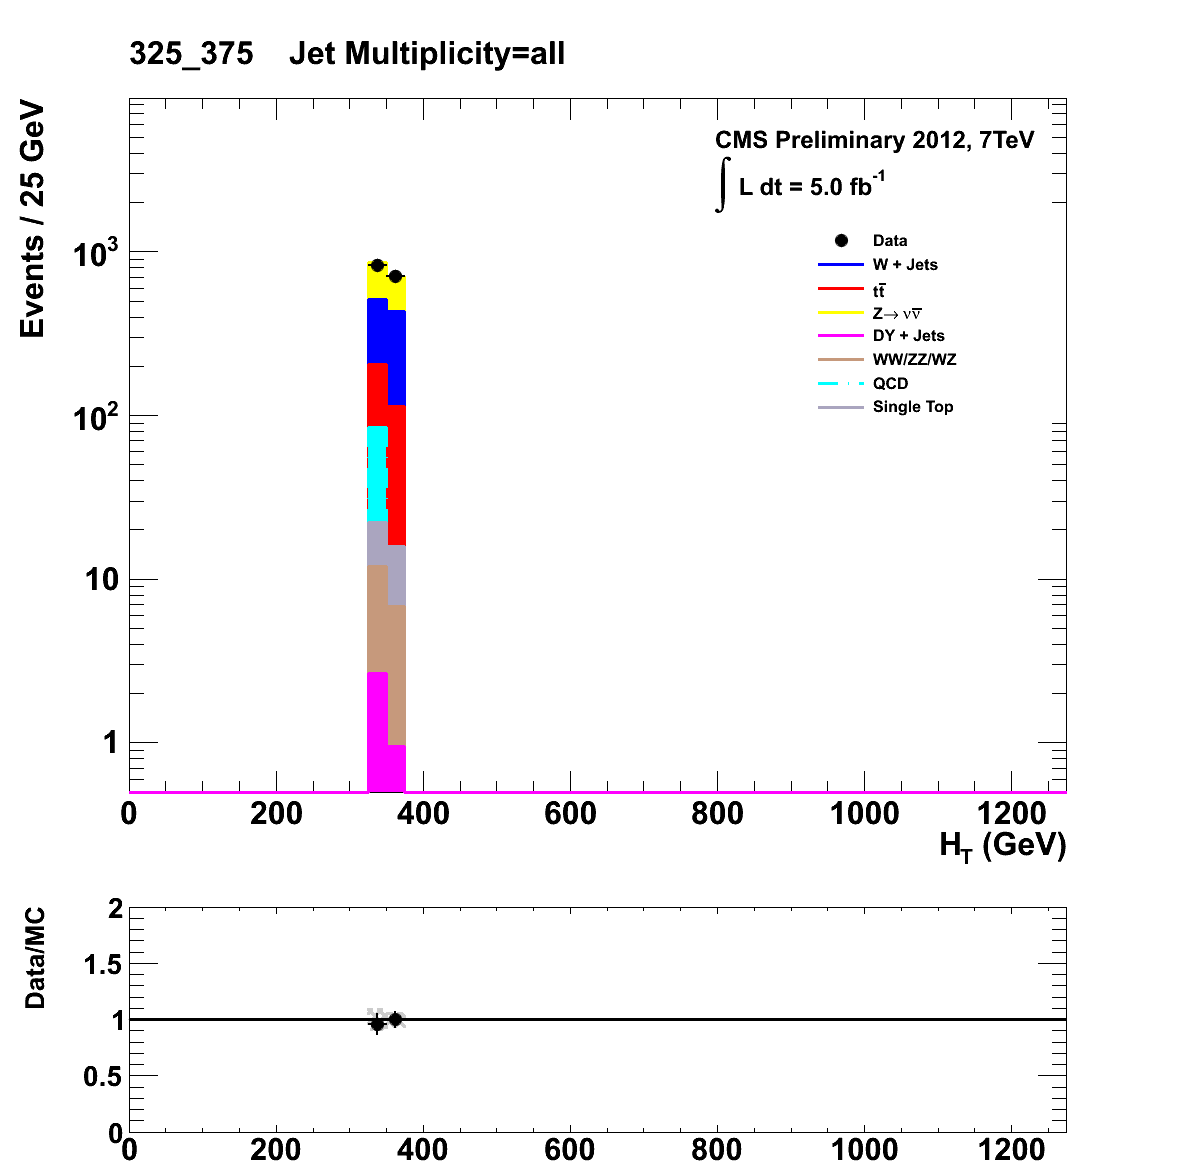 325_375 Jet Multiplicity=all
Events / 25 GeV
CMS Preliminary 2012, 7TeV
∫ L dt = 5.0 fb⁻¹
Data
W + Jets
tt̅
Z→ νν̅
DY + Jets
WW/ZZ/WZ
QCD
Single Top
10³
10²
10
1
0 200 400 600 800 1000 1200
H_T (GeV)
Data/MC
2
1.5
1
0.5
0
0 200 400 600 800 1000 1200